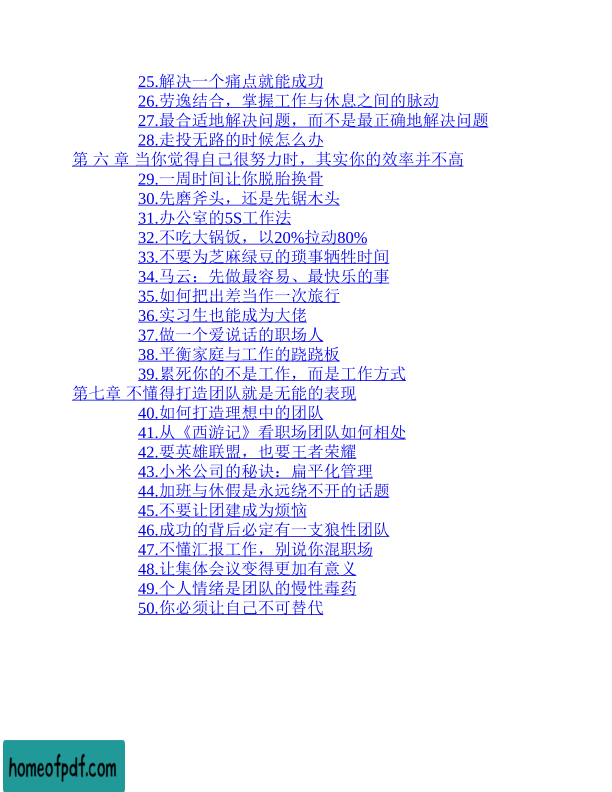 25.解决一个痛点就能成功
26.劳逸结合，掌握工作与休息之间的脉动
27.最合适地解决问题，而不是最正确地解决问题
28.走投无路的时候怎么办
第 六 章 当你觉得自己很努力时，其实你的效率并不高
29.一周时间让你脱胎换骨
30.先磨斧头，还是先锯木头
31.办公室的5S工作法
32.不吃大锅饭，以20%拉动80%
33.不要为芝麻绿豆的琐事牺牲时间
34.马云：先做最容易、最快乐的事
35.如何把出差当作一次旅行
36.实习生也能成为大佬
37.做一个爱说话的职场人
38.平衡家庭与工作的跷跷板
39.累死你的不是工作，而是工作方式
第七章 不懂得打造团队就是无能的表现
40.如何打造理想中的团队
41.从《西游记》看职场团队如何相处
42.要英雄联盟，也要王者荣耀
43.小米公司的秘诀：扁平化管理
44.加班与休假是永远绕不开的话题
45.不要让团建成为烦恼
46.成功的背后必定有一支狼性团队
47.不懂汇报工作，别说你混职场
48.让集体会议变得更加有意义
49.个人情绪是团队的慢性毒药
50.你必须让自己不可替代
homeofpdf.com